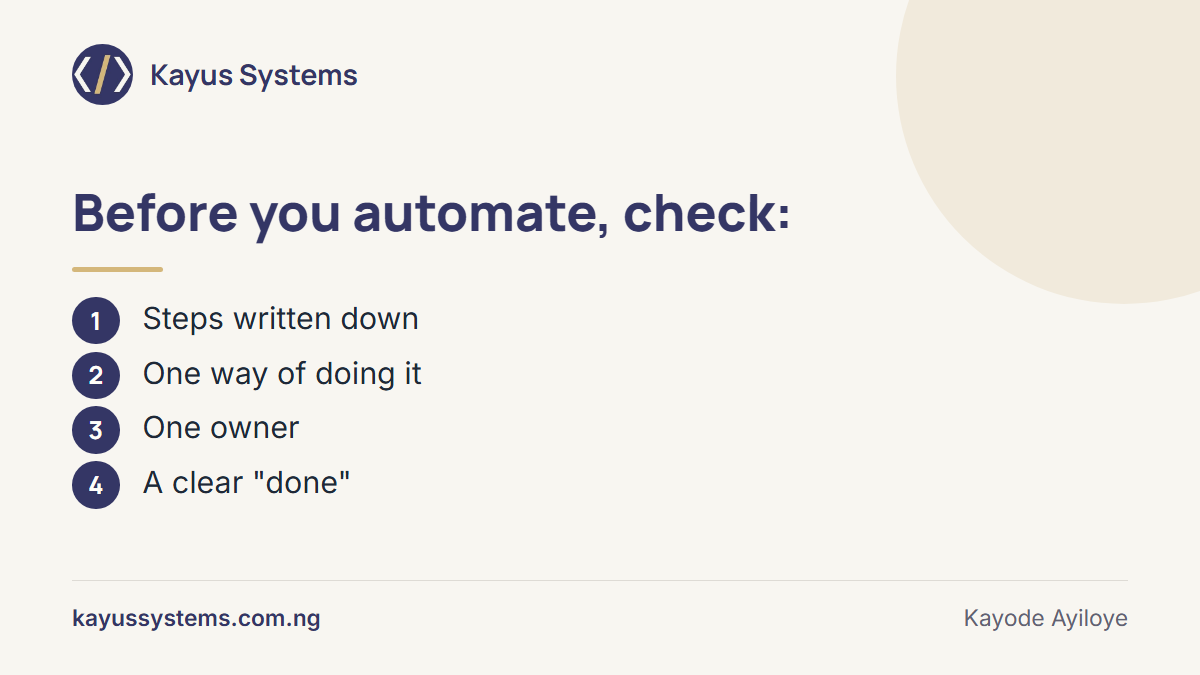 Kayus Systems
Before you automate, check:
1 Steps written down
2 One way of doing it
3 One owner
4 A clear "done"
kayussystems.com.ng
Kayode Ayiloye